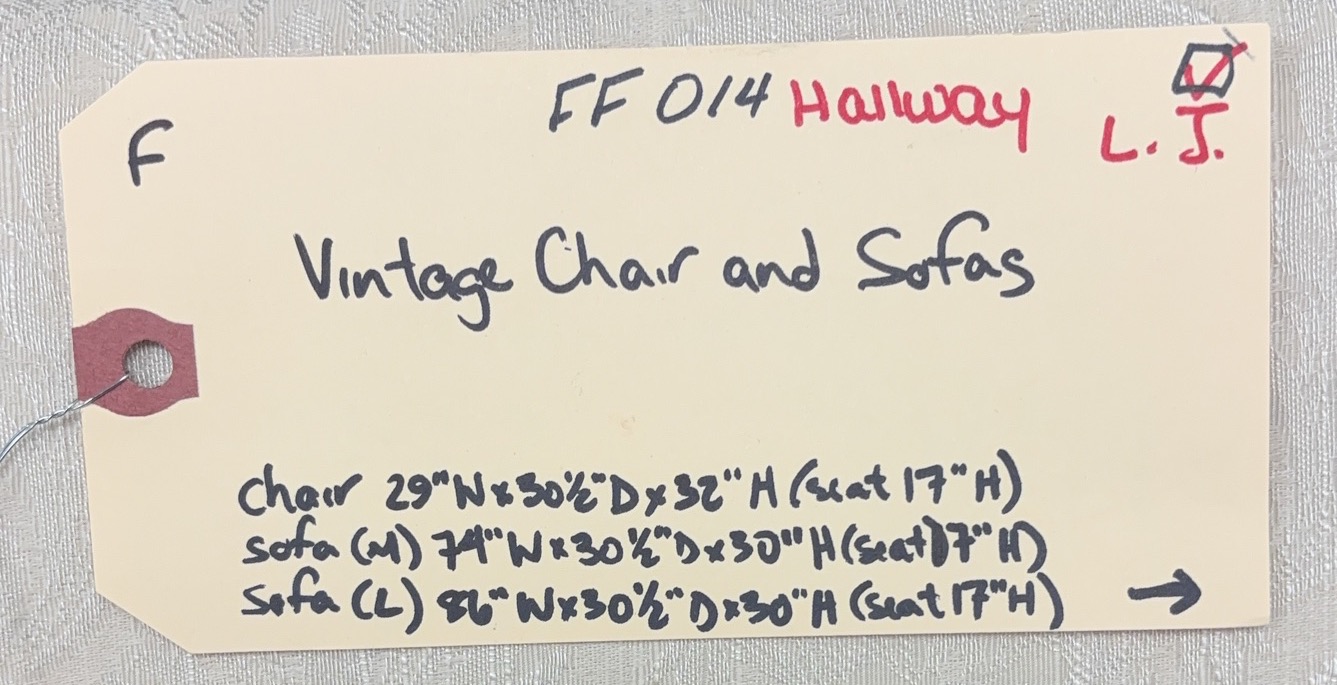 FF 014 Hallway
L. J.
F
Vintage Chair and Sofas
Chair 29"W x 30½"D x 32"H (seat 17"H)
Sofa (M) 74"W x 30½"D x 30"H (seat 17"H)
Sofa (L) 86"W x 30½"D x 30"H (seat 17"H) →